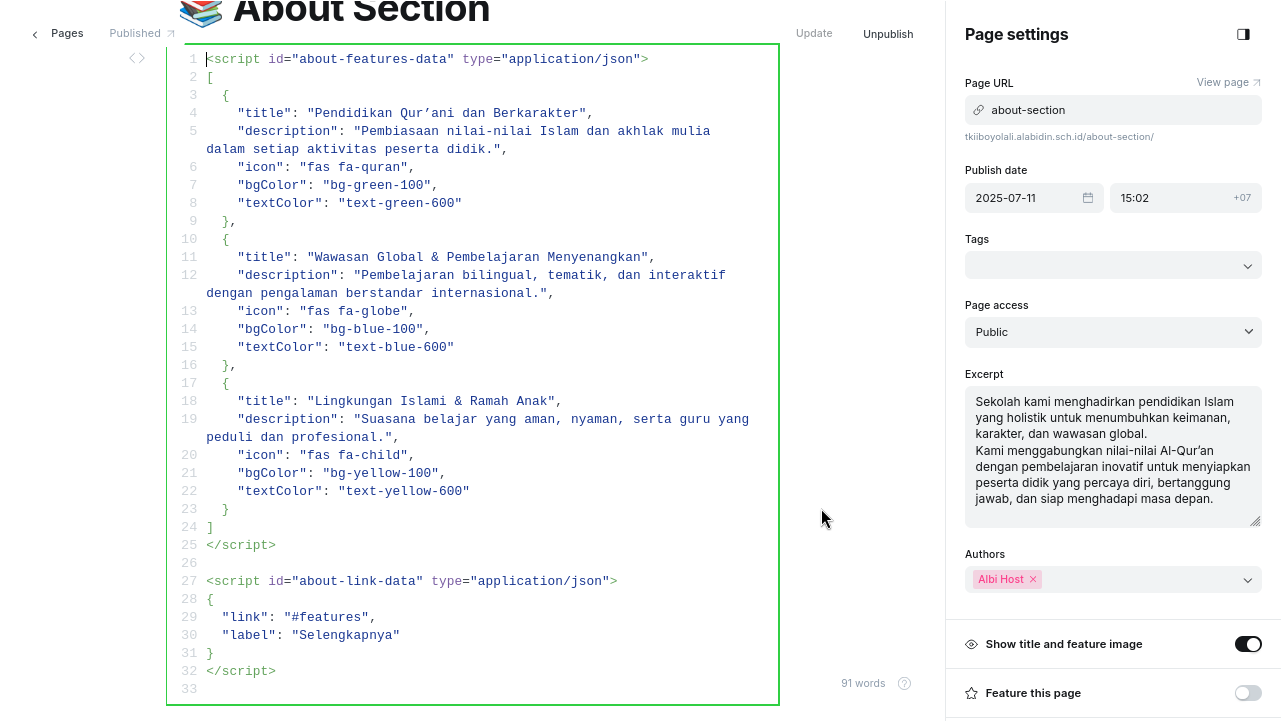 📚 About Section
Pages
Published
Update
Unpublish
1 <script id="about-features-data" type="application/json">
2 [
3   {
4     "title": "Pendidikan Qur’ani dan Berkarakter",
5     "description": "Pembiasaan nilai-nilai Islam dan akhlak mulia
dalam setiap aktivitas peserta didik.",
6     "icon": "fas fa-quran",
7     "bgColor": "bg-green-100",
8     "textColor": "text-green-600"
9   },
10   {
11     "title": "Wawasan Global & Pembelajaran Menyenangkan",
12     "description": "Pembelajaran bilingual, tematik, dan interaktif
dengan pengalaman berstandar internasional.",
13     "icon": "fas fa-globe",
14     "bgColor": "bg-blue-100",
15     "textColor": "text-blue-600"
16   },
17   {
18     "title": "Lingkungan Islami & Ramah Anak",
19     "description": "Suasana belajar yang aman, nyaman, serta guru yang
peduli dan profesional.",
20     "icon": "fas fa-child",
21     "bgColor": "bg-yellow-100",
22     "textColor": "text-yellow-600"
23   }
24 ]
25 </script>
26
27 <script id="about-link-data" type="application/json">
28 {
29   "link": "#features",
30   "label": "Selengkapnya"
31 }
32 </script>
33
91 words
Page settings
Page URL
View page
about-section
tkiiboyolali.alabidin.sch.id/about-section/
Publish date
2025-07-11
15:02
+07
Tags
Page access
Public
Excerpt
Sekolah kami menghadirkan pendidikan Islam
yang holistik untuk menumbuhkan keimanan,
karakter, dan wawasan global.
Kami menggabungkan nilai-nilai Al-Qur’an
dengan pembelajaran inovatif untuk menyiapkan
peserta didik yang percaya diri, bertanggung
jawab, dan siap menghadapi masa depan.
Authors
Albi Host
Show title and feature image
Feature this page